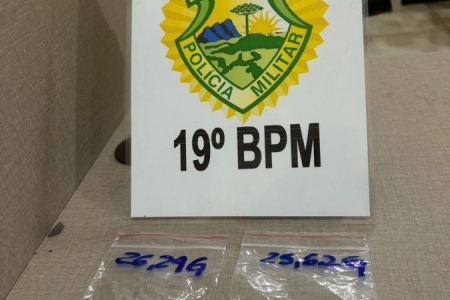 POLÍCIA MILITAR
19º BPM
26,29G
25,62G